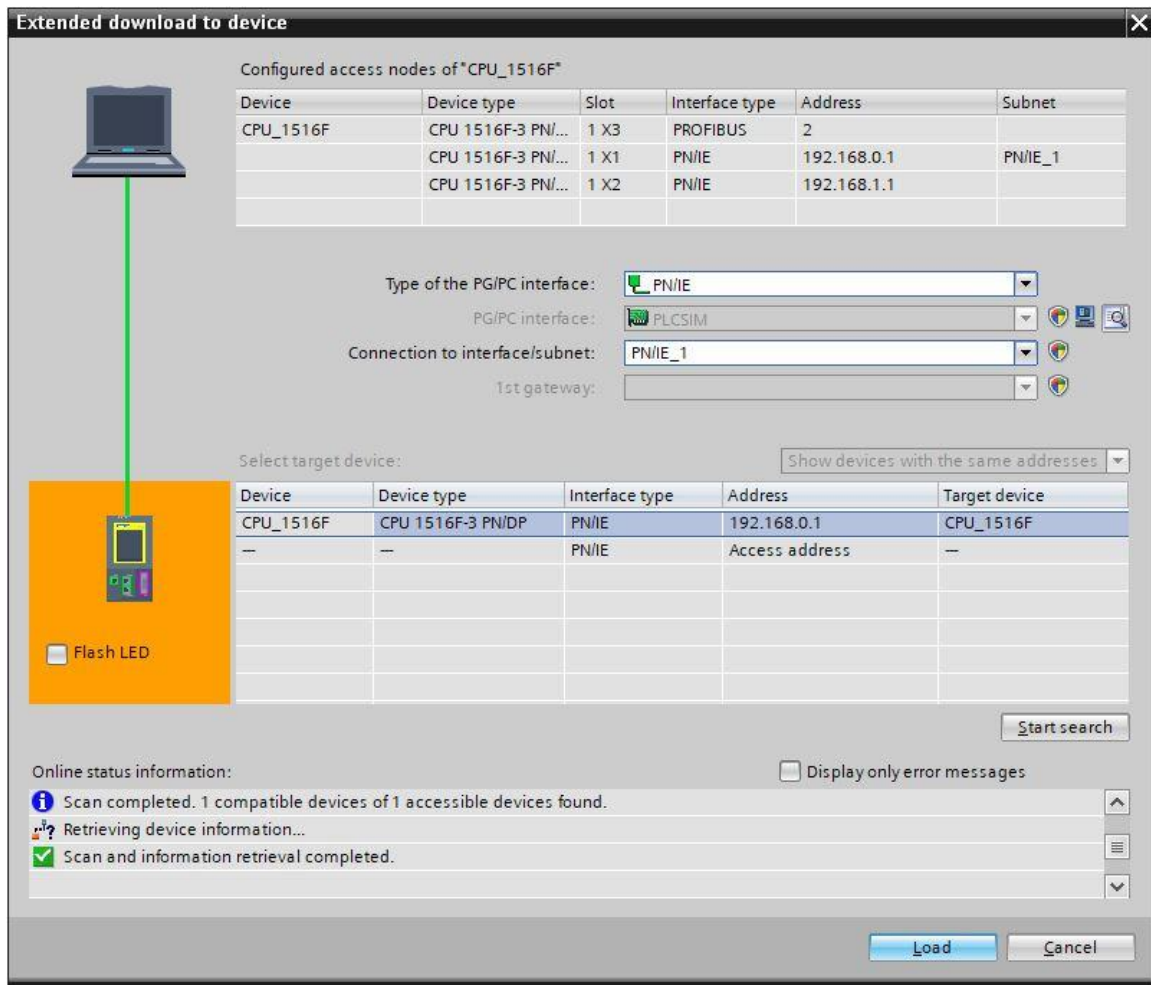 Extended download to device
Configured access nodes of "CPU_1516F"
Device Device type Slot Interface type Address Subnet
CPU_1516F CPU 1516F-3 PN/... 1 X3 PROFIBUS 2
CPU 1516F-3 PN/... 1 X1 PN/IE 192.168.0.1 PN/IE_1
CPU 1516F-3 PN/... 1 X2 PN/IE 192.168.1.1
Type of the PG/PC interface: PN/IE
PG/PC interface: PLCSIM
Connection to interface/subnet: PN/IE_1
1st gateway:
Select target device: Show devices with the same addresses
Device Device type Interface type Address Target device
CPU_1516F CPU 1516F-3 PN/DP PN/IE 192.168.0.1 CPU_1516F
— — PN/IE Access address —
Flash LED
Start search
Online status information: Display only error messages
Scan completed. 1 compatible devices of 1 accessible devices found.
Retrieving device information...
Scan and information retrieval completed.
Load Cancel